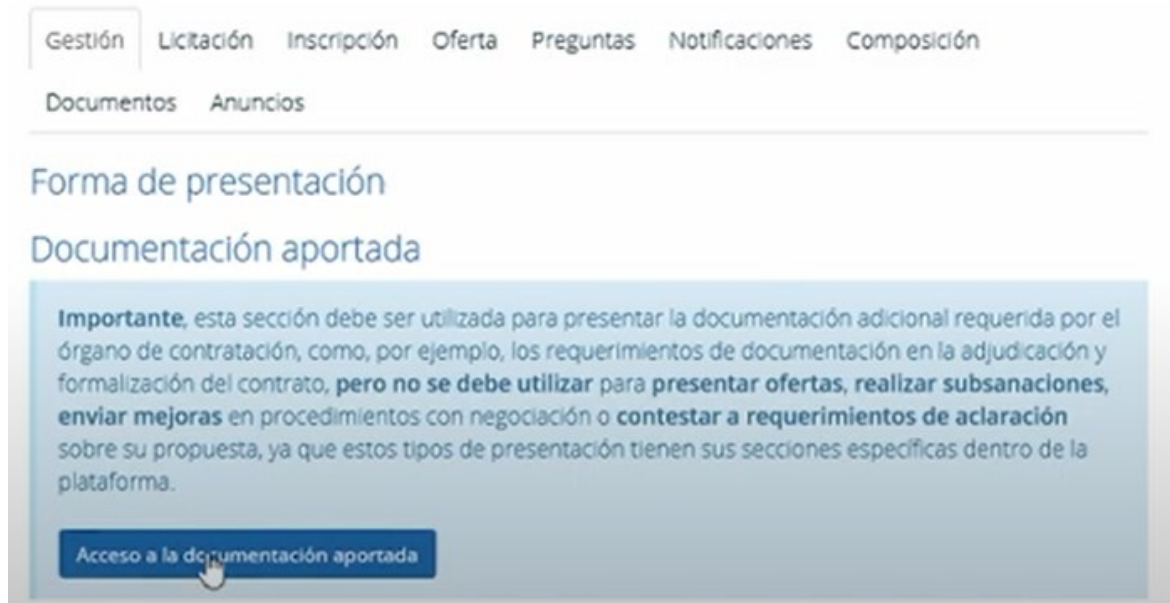 Gestión Licitación Inscripción Oferta Preguntas Notificaciones Composición
Documentos Anuncios
Forma de presentación
Documentación aportada
Importante, esta sección debe ser utilizada para presentar la documentación adicional requerida por el
órgano de contratación, como, por ejemplo, los requerimientos de documentación en la adjudicación y
formalización del contrato, pero no se debe utilizar para presentar ofertas, realizar subsanaciones,
enviar mejoras en procedimientos con negociación o contestar a requerimientos de aclaración
sobre su propuesta, ya que estos tipos de presentación tienen sus secciones específicas dentro de la
plataforma.
Acceso a la documentación aportada